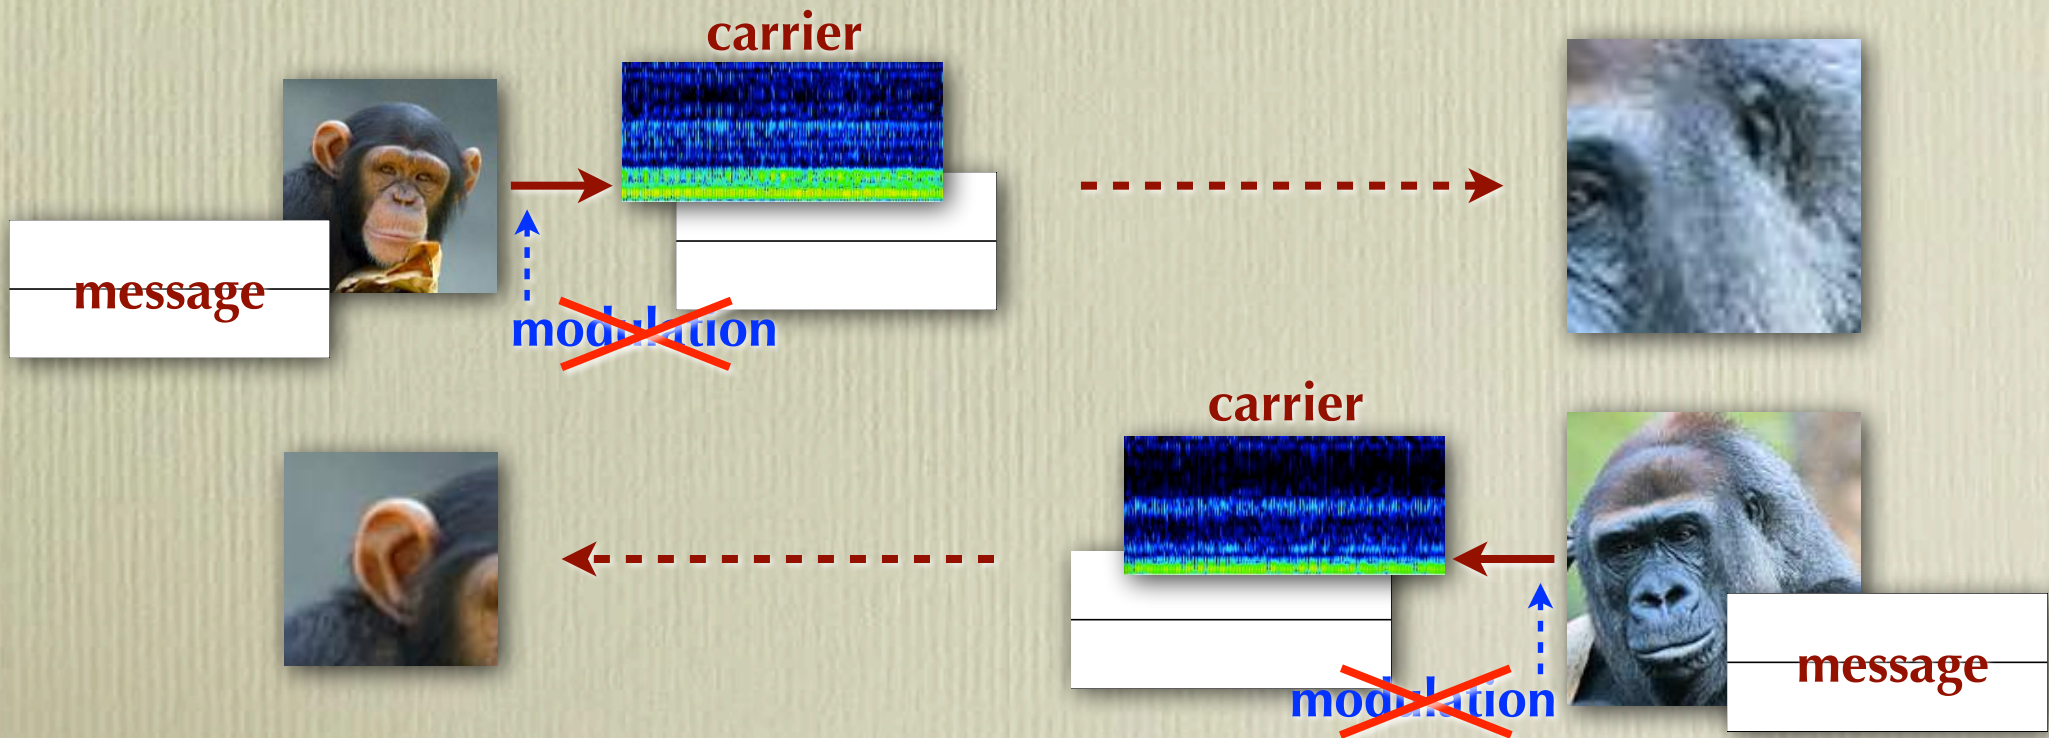 carrier
message
modulation
carrier
modulation
message